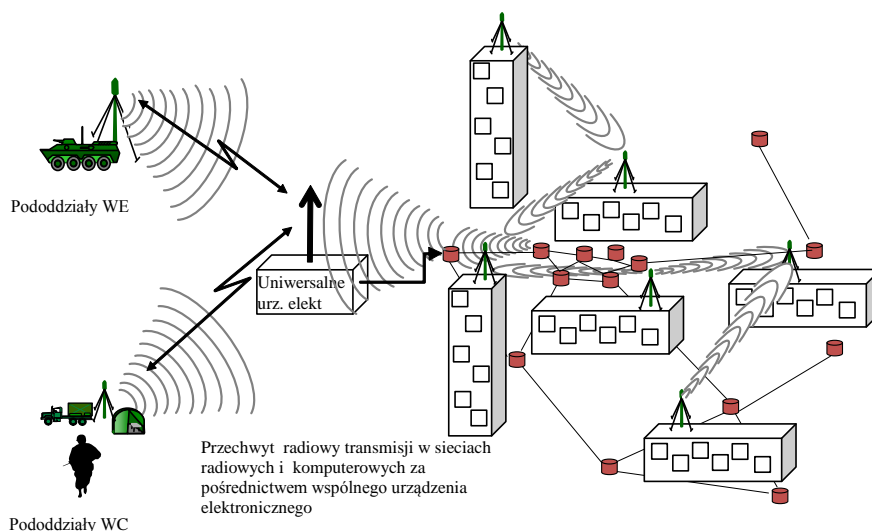 Pododdziały WE
Uniwersalne
urz. elekt
Przechwyt radiowy transmisji w sieciach
radiowych i komputerowych za
pośrednictwem wspólnego urządzenia
elektronicznego
Pododdziały WC